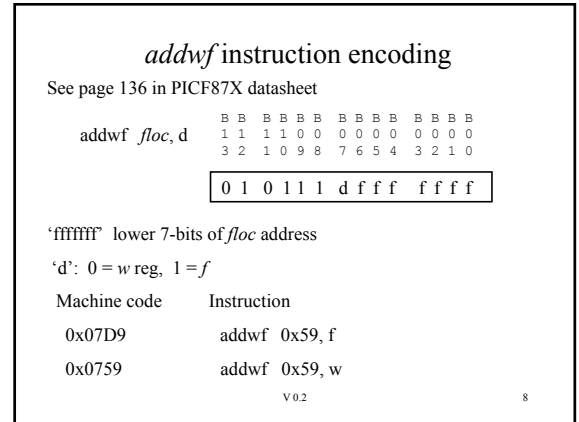 addwf instruction encoding
See page 136 in PICF87X datasheet
B B B B B B B B B B B B B B
addwf floc, d 1 1 1 1 0 0 0 0 0 0 0 0 0 0
3 2 1 0 9 8 7 6 5 4 3 2 1 0
0 1 0 1 1 1 d f f f f f f f
‘fffffff’ lower 7-bits of floc address
‘d’: 0 = w reg, 1 = f
Machine code Instruction
0x07D9 addwf 0x59, f
0x0759 addwf 0x59, w
V 0.2 8